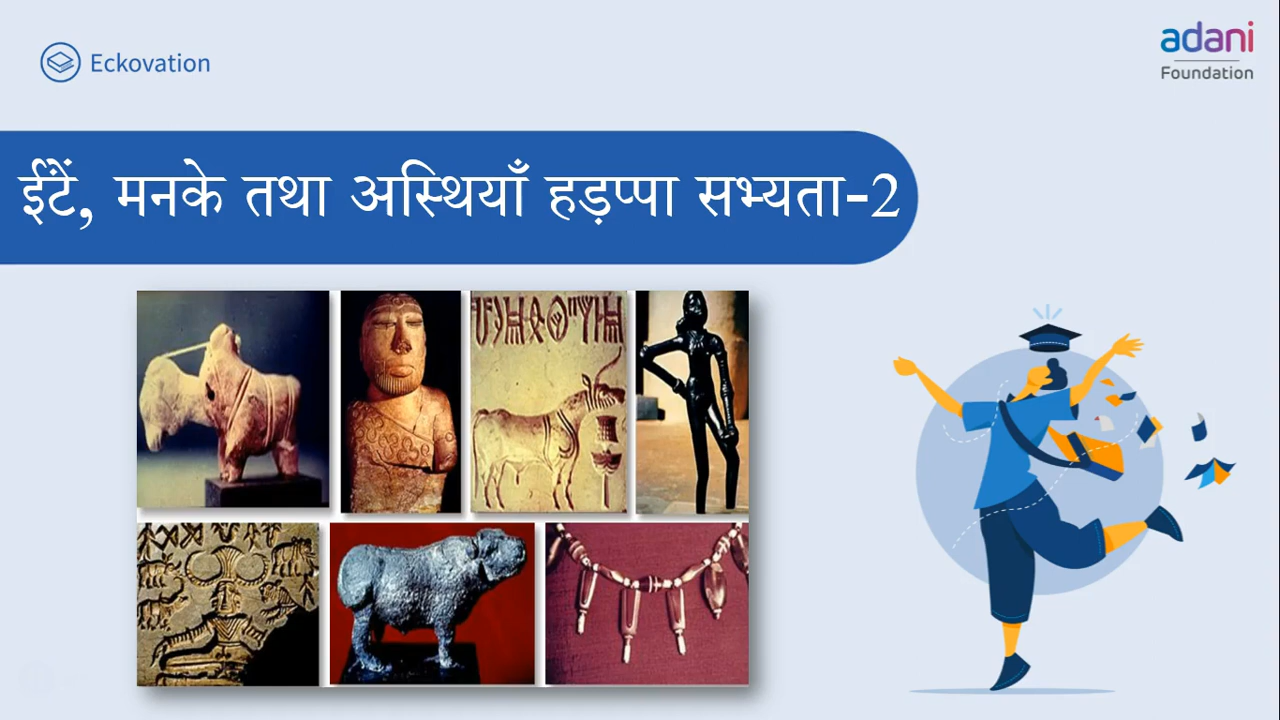 Eckovation
adani
Foundation
ईंटें, मनके तथा अस्थियाँ हड़प्पा सभ्यता-2